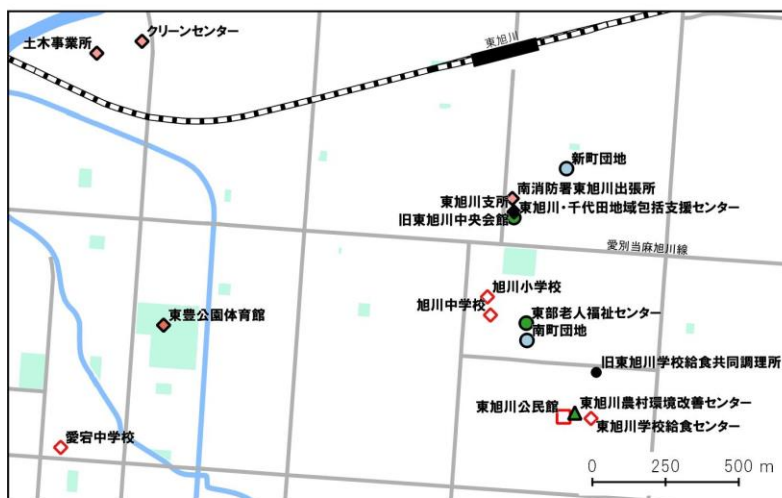 クリーンセンター
土木事業所
東旭川
新町団地
南消防署東旭川出張所
東旭川支所
東旭川・千代田地域包括支援センター
旧東旭川中央会館
愛別当麻旭川線
旭川小学校
旭川中学校
東豊公園体育館
東部老人福祉センター
南町団地
旧東旭川学校給食共同調理所
東旭川公民館
東旭川農村環境改善センター
東旭川学校給食センター
愛宕中学校
0 250 500 m